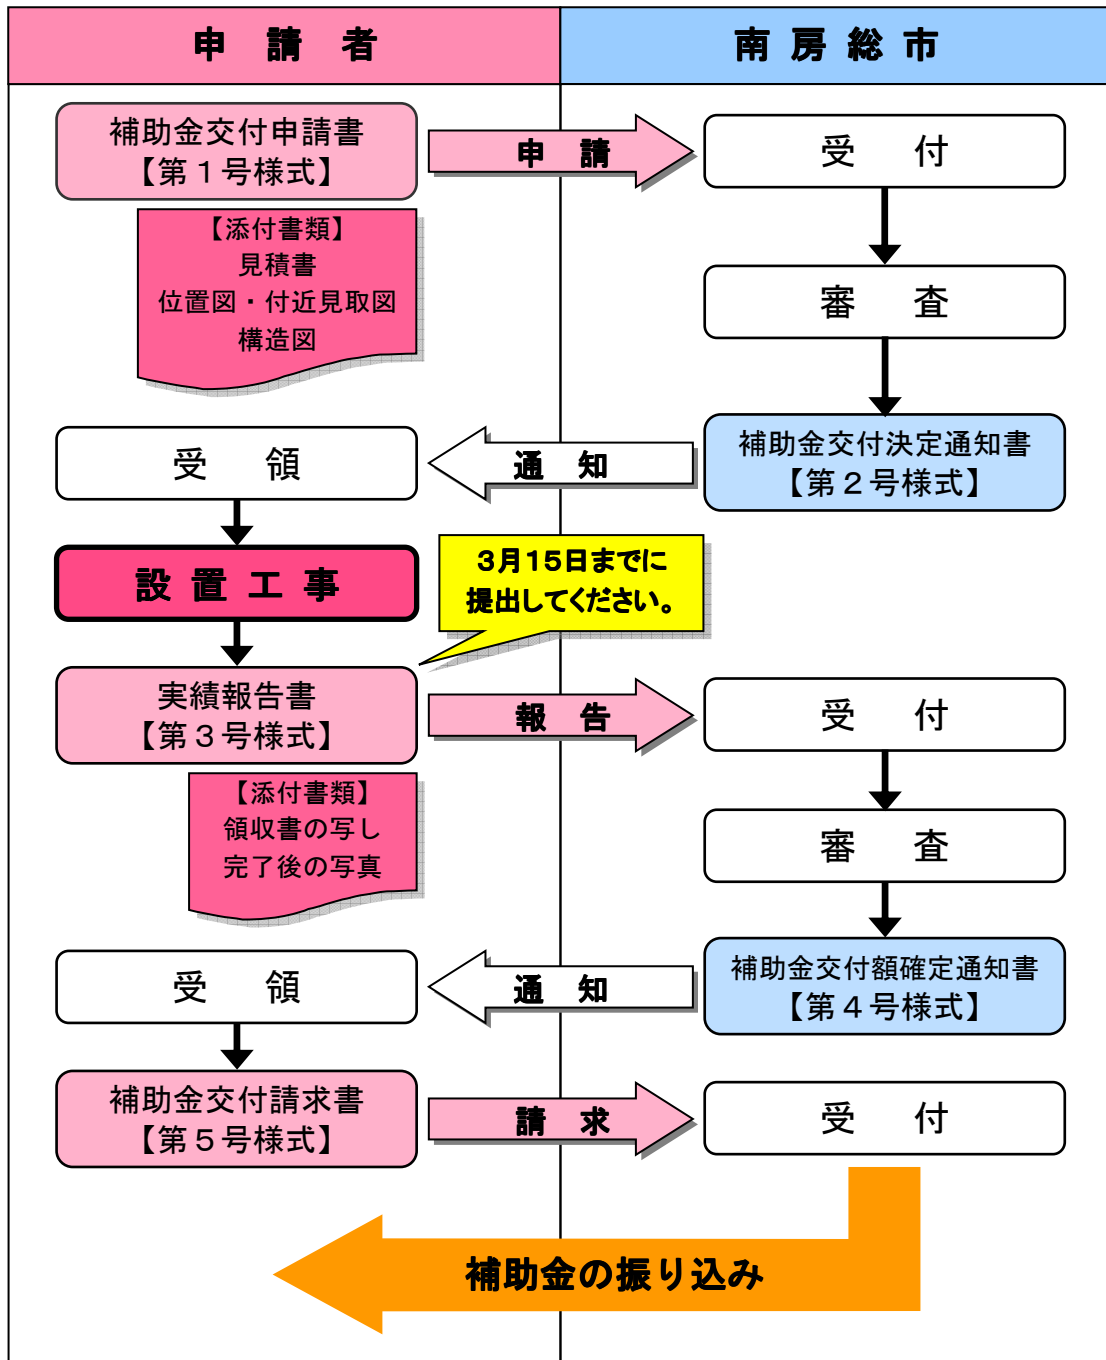 申　請　者
南 房 総 市
補助金交付申請書
【第１号様式】
申　請
受　付
【添付書類】
見積書
位置図・付近見取図
構造図
審　査
補助金交付決定通知書
【第２号様式】
通　知
受　領
設 置 工 事
3月15日までに
提出してください。
実績報告書
【第３号様式】
報　告
受　付
【添付書類】
領収書の写し
完了後の写真
審　査
補助金交付額確定通知書
【第４号様式】
通　知
受　領
補助金交付請求書
【第５号様式】
請　求
受　付
補助金の振り込み